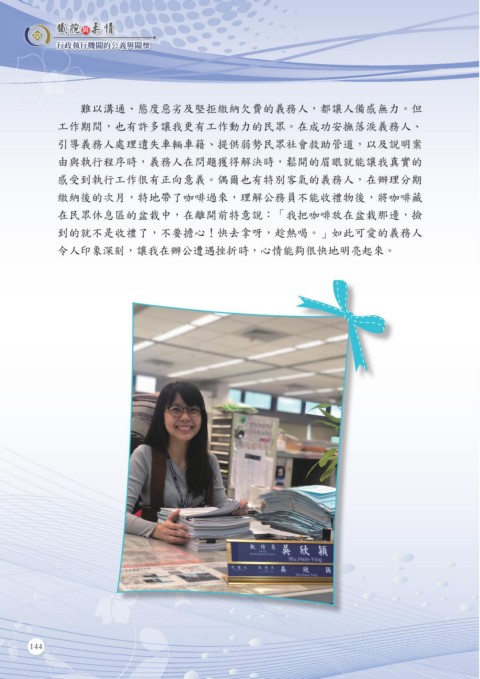 鐵腕與柔情
行政執行機關的公義與關懷
難以溝通、態度惡劣及堅拒繳納欠費的義務人，都讓人備感無力。但
工作期間，也有許多讓我更有工作動力的民眾。在成功安撫落淚義務人、
引導義務人處理遺失車輛車籍、提供弱勢民眾社會救助管道，以及說明案
由與執行程序時，義務人在問題獲得解決時，鬆開的眉眼就能讓我真實的
感受到執行工作很有正向意義。偶爾也有特別客氣的義務人，在辦理分期
繳納後的次月，特地帶了咖啡過來，理解公務員不能收禮物後，將咖啡藏
在民眾休息區的盆栽中，在離開前特意說：「我把咖啡放在盆栽那邊，撿
到的就不是收禮了，不要擔心！快去拿呀，趁熱喝。」如此可愛的義務人
令人印象深刻，讓我在辦公遭遇挫折時，心情能夠很快地明亮起來。
吳欣穎
吳欣穎
144